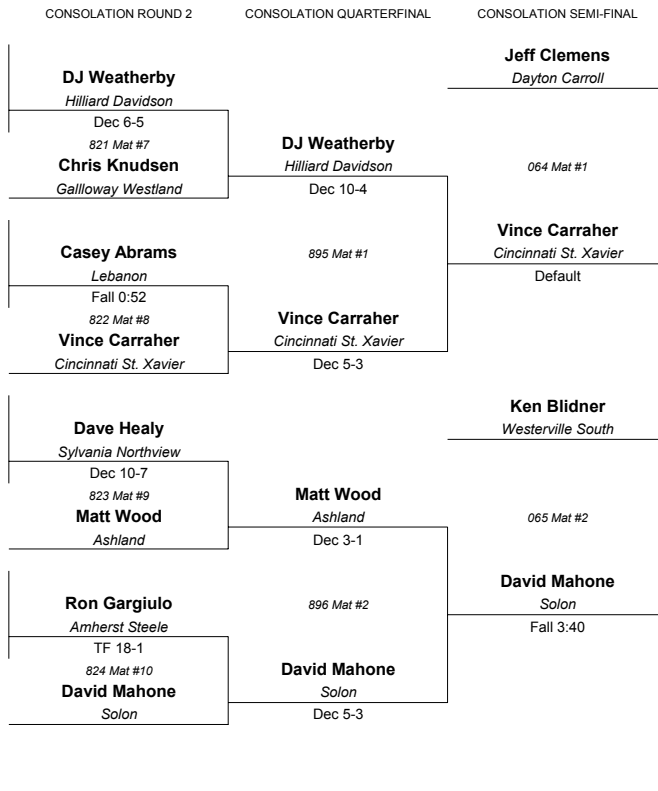 CONSOLATION ROUND 2
CONSOLATION QUARTERFINAL
CONSOLATION SEMI-FINAL
Jeff Clemens
Dayton Carroll
DJ Weatherby
Hilliard Davidson
Dec 6-5
821 Mat #7
Chris Knudsen
Gallloway Westland
DJ Weatherby
Hilliard Davidson
Dec 10-4
064 Mat #1
Casey Abrams
Lebanon
Fall 0:52
822 Mat #8
Vince Carraher
Cincinnati St. Xavier
895 Mat #1
Vince Carraher
Cincinnati St. Xavier
Dec 5-3
Vince Carraher
Cincinnati St. Xavier
Default
Ken Blidner
Westerville South
Dave Healy
Sylvania Northview
Dec 10-7
823 Mat #9
Matt Wood
Ashland
Matt Wood
Ashland
Dec 3-1
065 Mat #2
Ron Gargiulo
Amherst Steele
TF 18-1
824 Mat #10
David Mahone
Solon
896 Mat #2
David Mahone
Solon
Dec 5-3
David Mahone
Solon
Fall 3:40